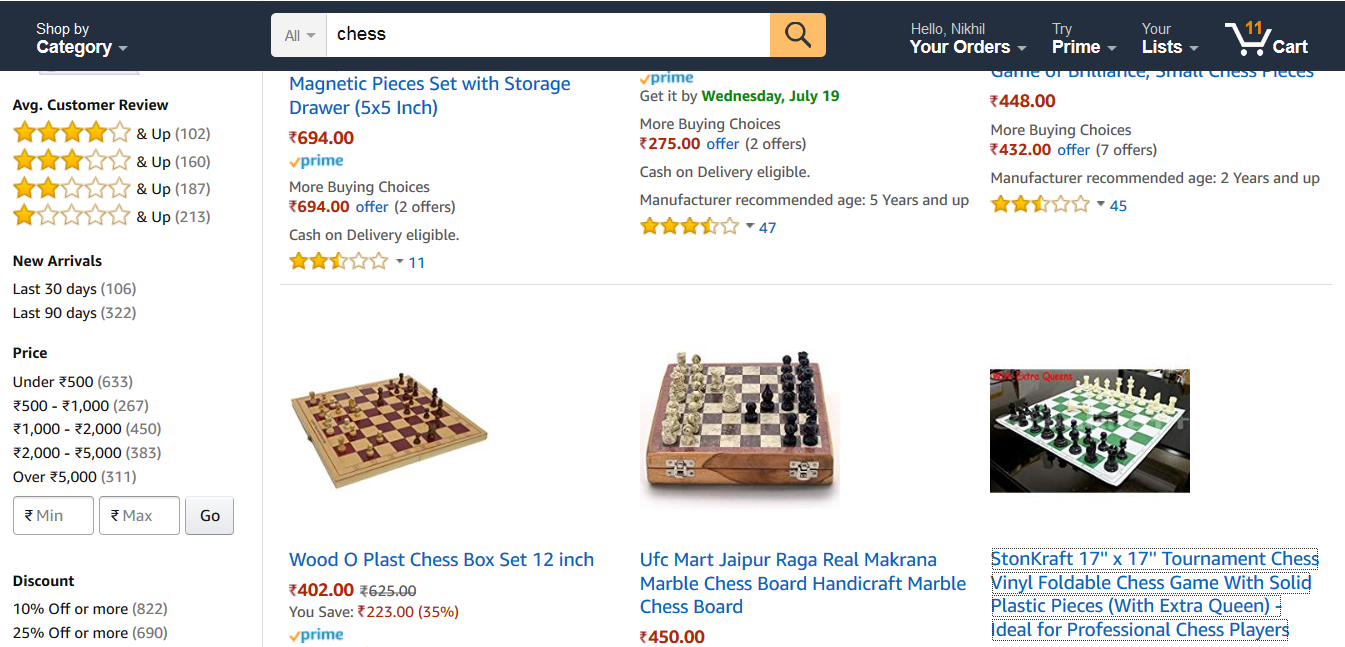 Shop by
Category
All
chess
Hello, Nikhil
Your Orders
Try
Prime
Your
Lists
11
Cart
Avg. Customer Review
& Up (102)
& Up (160)
& Up (187)
& Up (213)
New Arrivals
Last 30 days (106)
Last 90 days (322)
Price
Under ₹500 (633)
₹500 - ₹1,000 (267)
₹1,000 - ₹2,000 (450)
₹2,000 - ₹5,000 (383)
Over ₹5,000 (311)
₹ Min
₹ Max
Go
Discount
10% Off or more (822)
25% Off or more (690)
Magnetic Pieces Set with Storage
Drawer (5x5 Inch)
₹694.00
prime
More Buying Choices
₹694.00 offer (2 offers)
Cash on Delivery eligible.
11
prime
Get it by Wednesday, July 19
More Buying Choices
₹275.00 offer (2 offers)
Cash on Delivery eligible.
Manufacturer recommended age: 5 Years and up
47
Game of Brilliance, Small Chess Pieces
₹448.00
More Buying Choices
₹432.00 offer (7 offers)
Manufacturer recommended age: 2 Years and up
45
Wood O Plast Chess Box Set 12 inch
₹402.00 ₹625.00
You Save: ₹223.00 (35%)
prime
Ufc Mart Jaipur Raga Real Makrana
Marble Chess Board Handicraft Marble
Chess Board
₹450.00
With Extra Queens
StonKraft 17" x 17" Tournament Chess
Vinyl Foldable Chess Game With Solid
Plastic Pieces (With Extra Queen) -
Ideal for Professional Chess Players